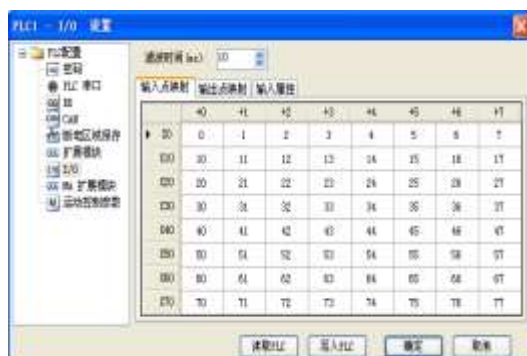 PLC1 - I/O 设置
PLC配置
密码
PLC 串口
BD
CAN
断电区域保存
扩展模块
I/O
MA 扩展模块
运动控制参数
滤波时间(ms) 10
输入点映射 输出点映射 输入属性
+0 +1 +2 +3 +4 +5 +6 +7
X0 0 1 2 3 4 5 6 7
X10 10 11 12 13 14 15 16 17
X20 20 21 22 23 24 25 26 27
X30 30 31 32 33 34 35 36 37
X40 40 41 42 43 44 45 46 47
X50 50 51 52 53 54 55 56 57
X60 60 61 62 63 64 65 66 67
X70 70 71 72 73 74 75 76 77
读取PLC 写入PLC 确定 取消